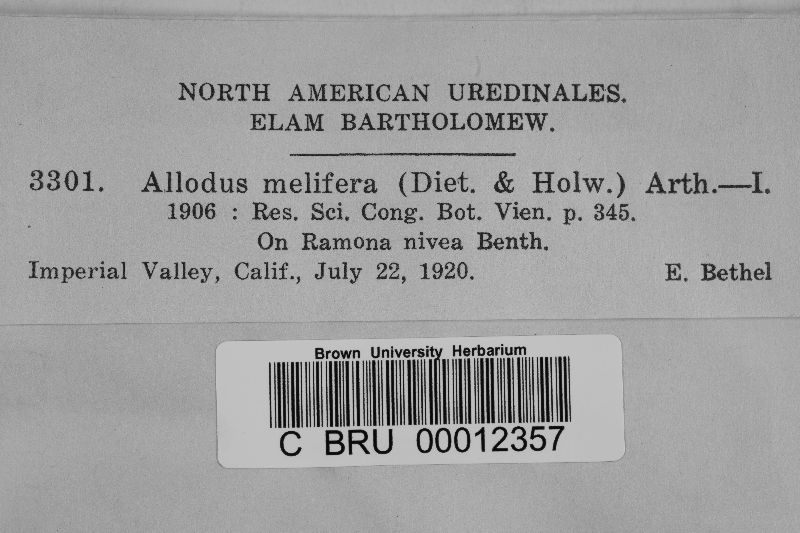 NORTH AMERICAN UREDINALES.
ELAM BARTHOLOMEW.
3301. Allodus melifera (Diet. & Holw.) Arth.—I.
1906 : Res. Sci. Cong. Bot. Vien. p. 345.
On Ramona nivea Benth.
Imperial Valley, Calif., July 22, 1920. E. Bethel
Brown University Herbarium
C BRU 00012357